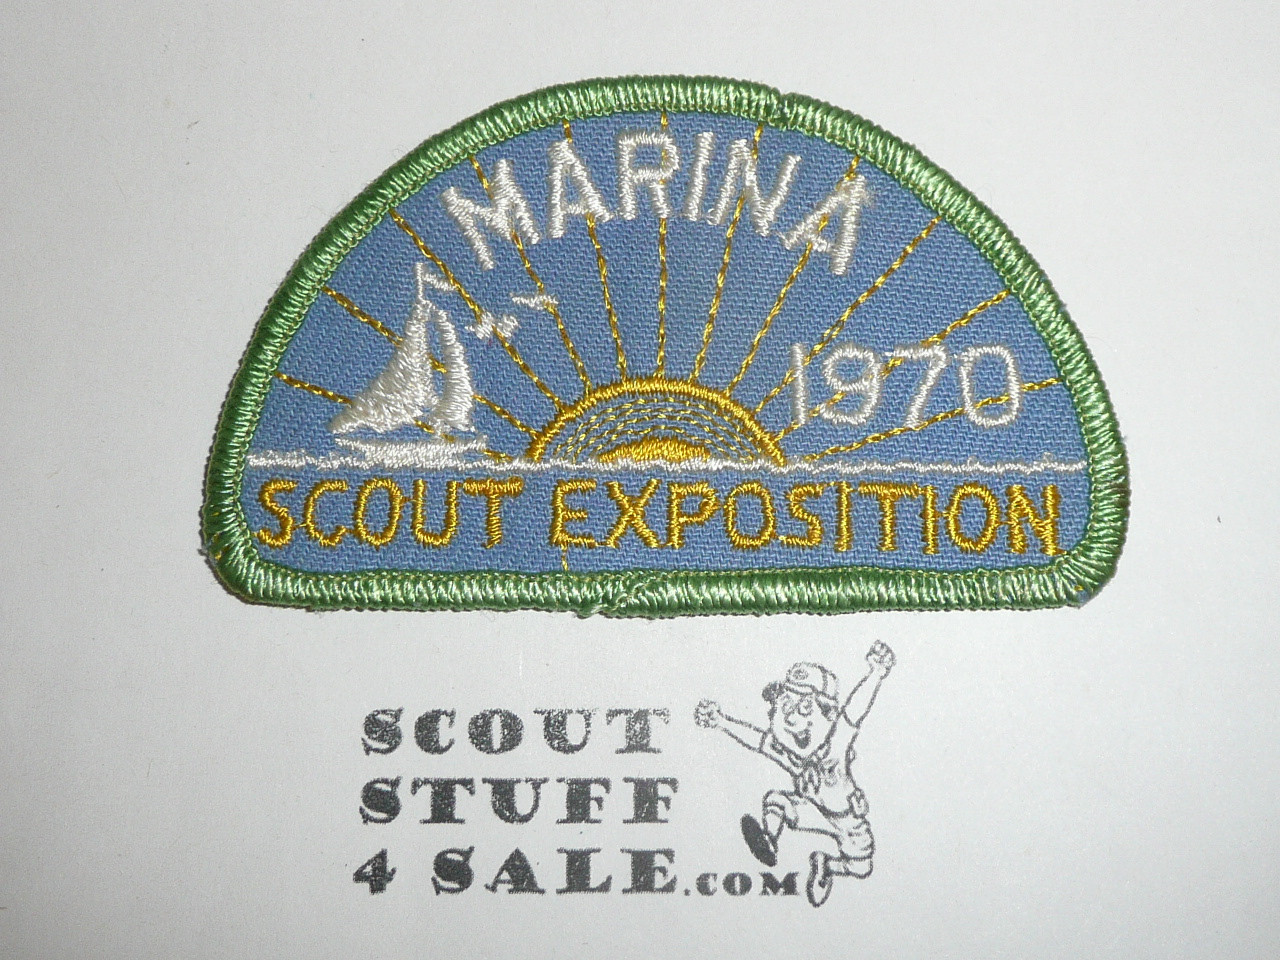 MARINA
1970
SCOUT EXPOSITION
SCOUT
STUFF
4 SALE.COM